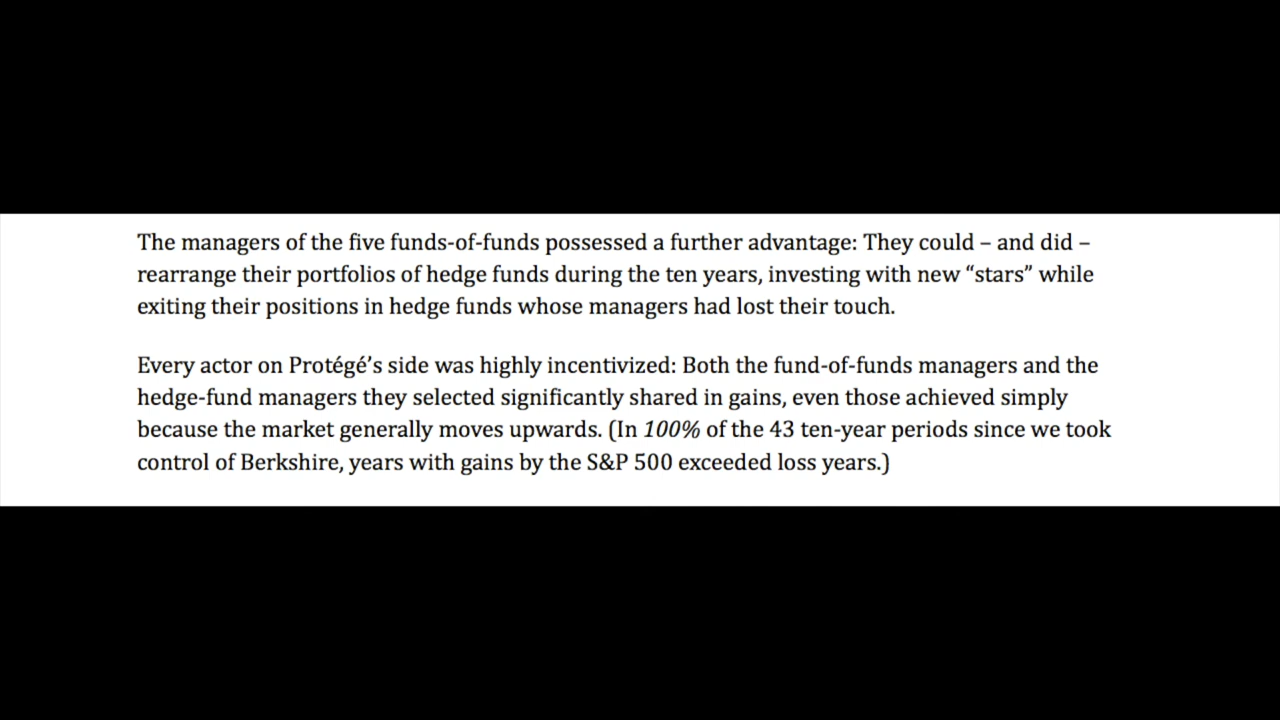 The managers of the five funds-of-funds possessed a further advantage: They could – and did –
rearrange their portfolios of hedge funds during the ten years, investing with new “stars” while
exiting their positions in hedge funds whose managers had lost their touch.
Every actor on Protégé’s side was highly incentivized: Both the fund-of-funds managers and the
hedge-fund managers they selected significantly shared in gains, even those achieved simply
because the market generally moves upwards. (In 100% of the 43 ten-year periods since we took
control of Berkshire, years with gains by the S&P 500 exceeded loss years.)